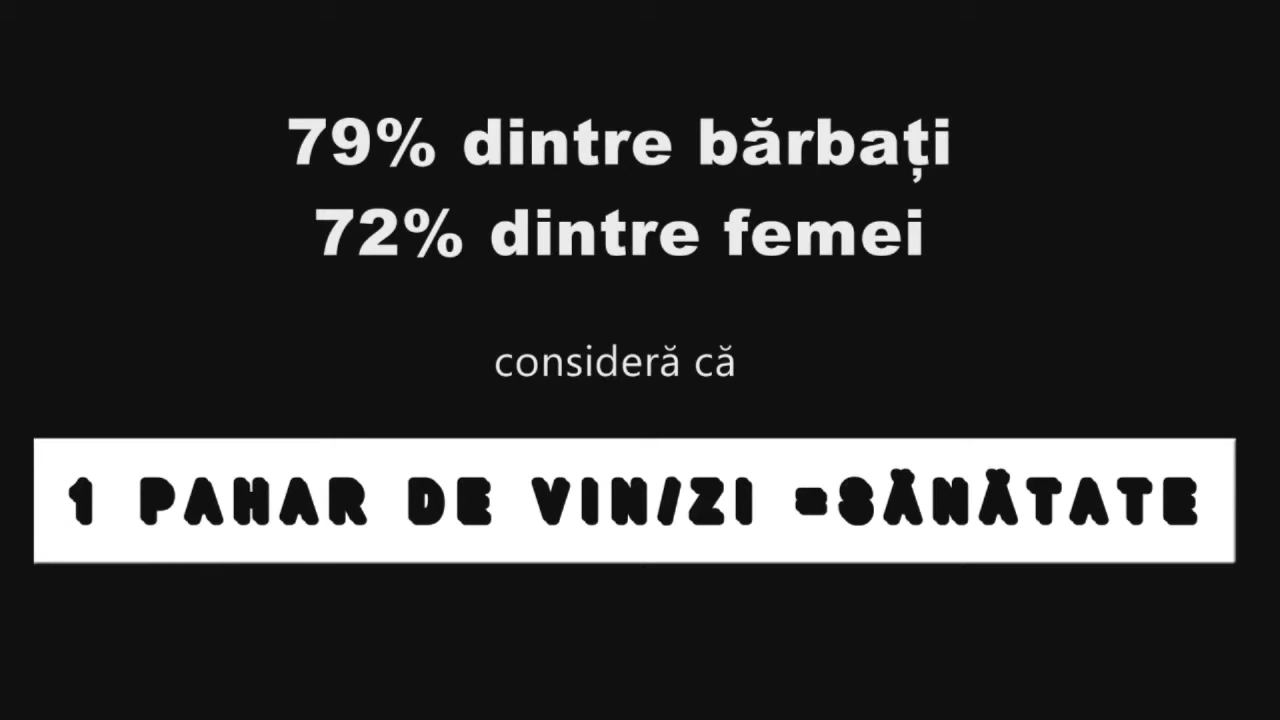 79% dintre bărbați
72% dintre femei
consideră că
1 PAHAR DE VIN/ZI =SĂNĂTATE